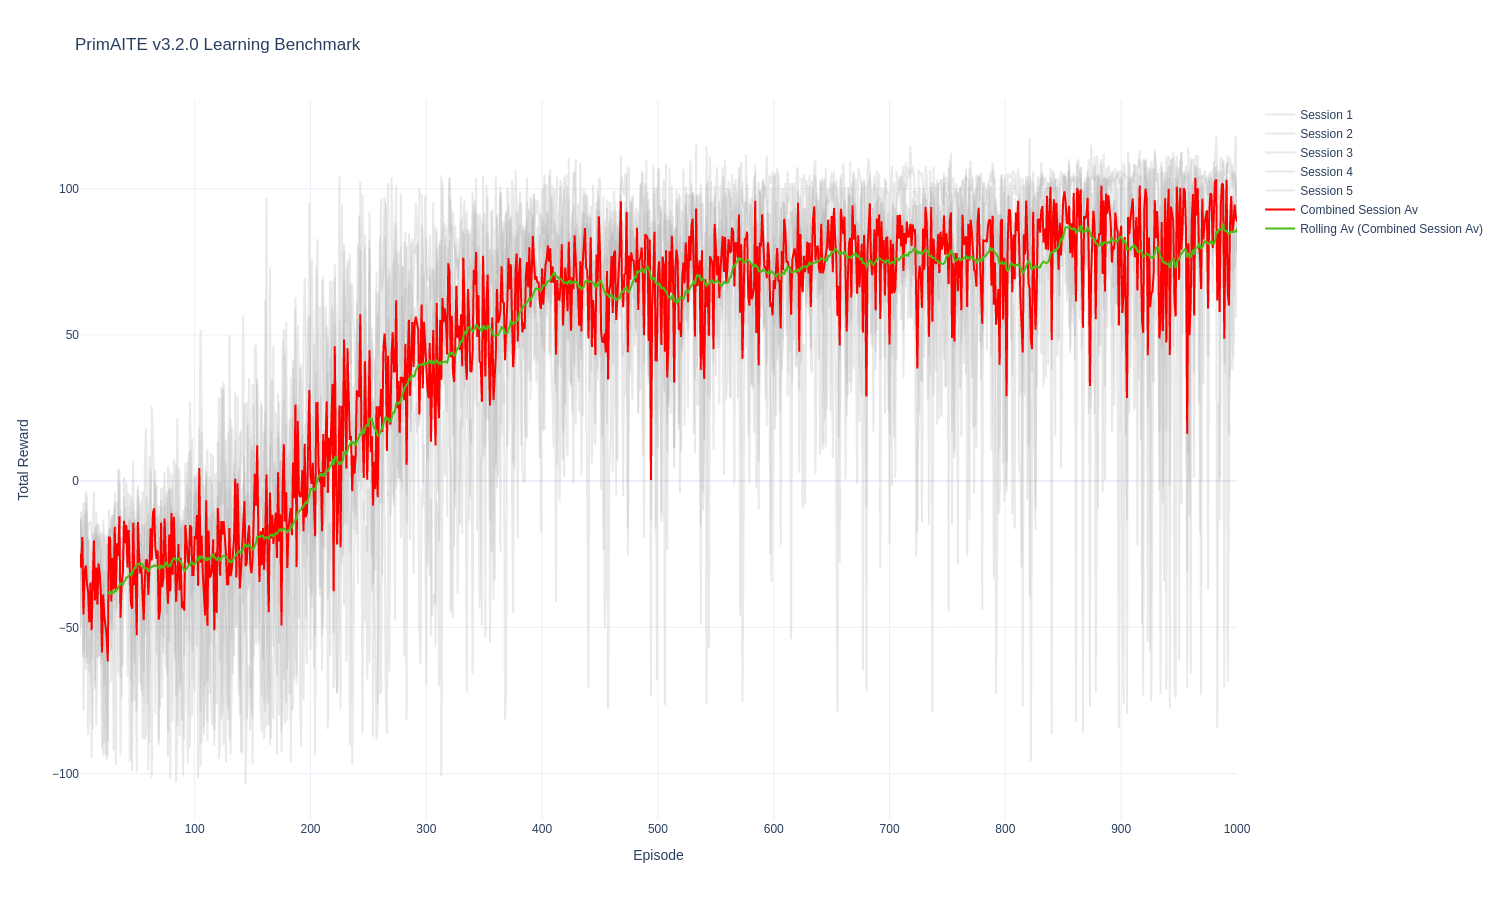 PrimAITE v3.2.0 Learning Benchmark
Session 1
Session 2
Session 3
Session 4
Session 5
Combined Session Av
Rolling Av (Combined Session Av)
Total Reward
100
50
0
−50
−100
100
200
300
400
500
600
700
800
900
1000
Episode